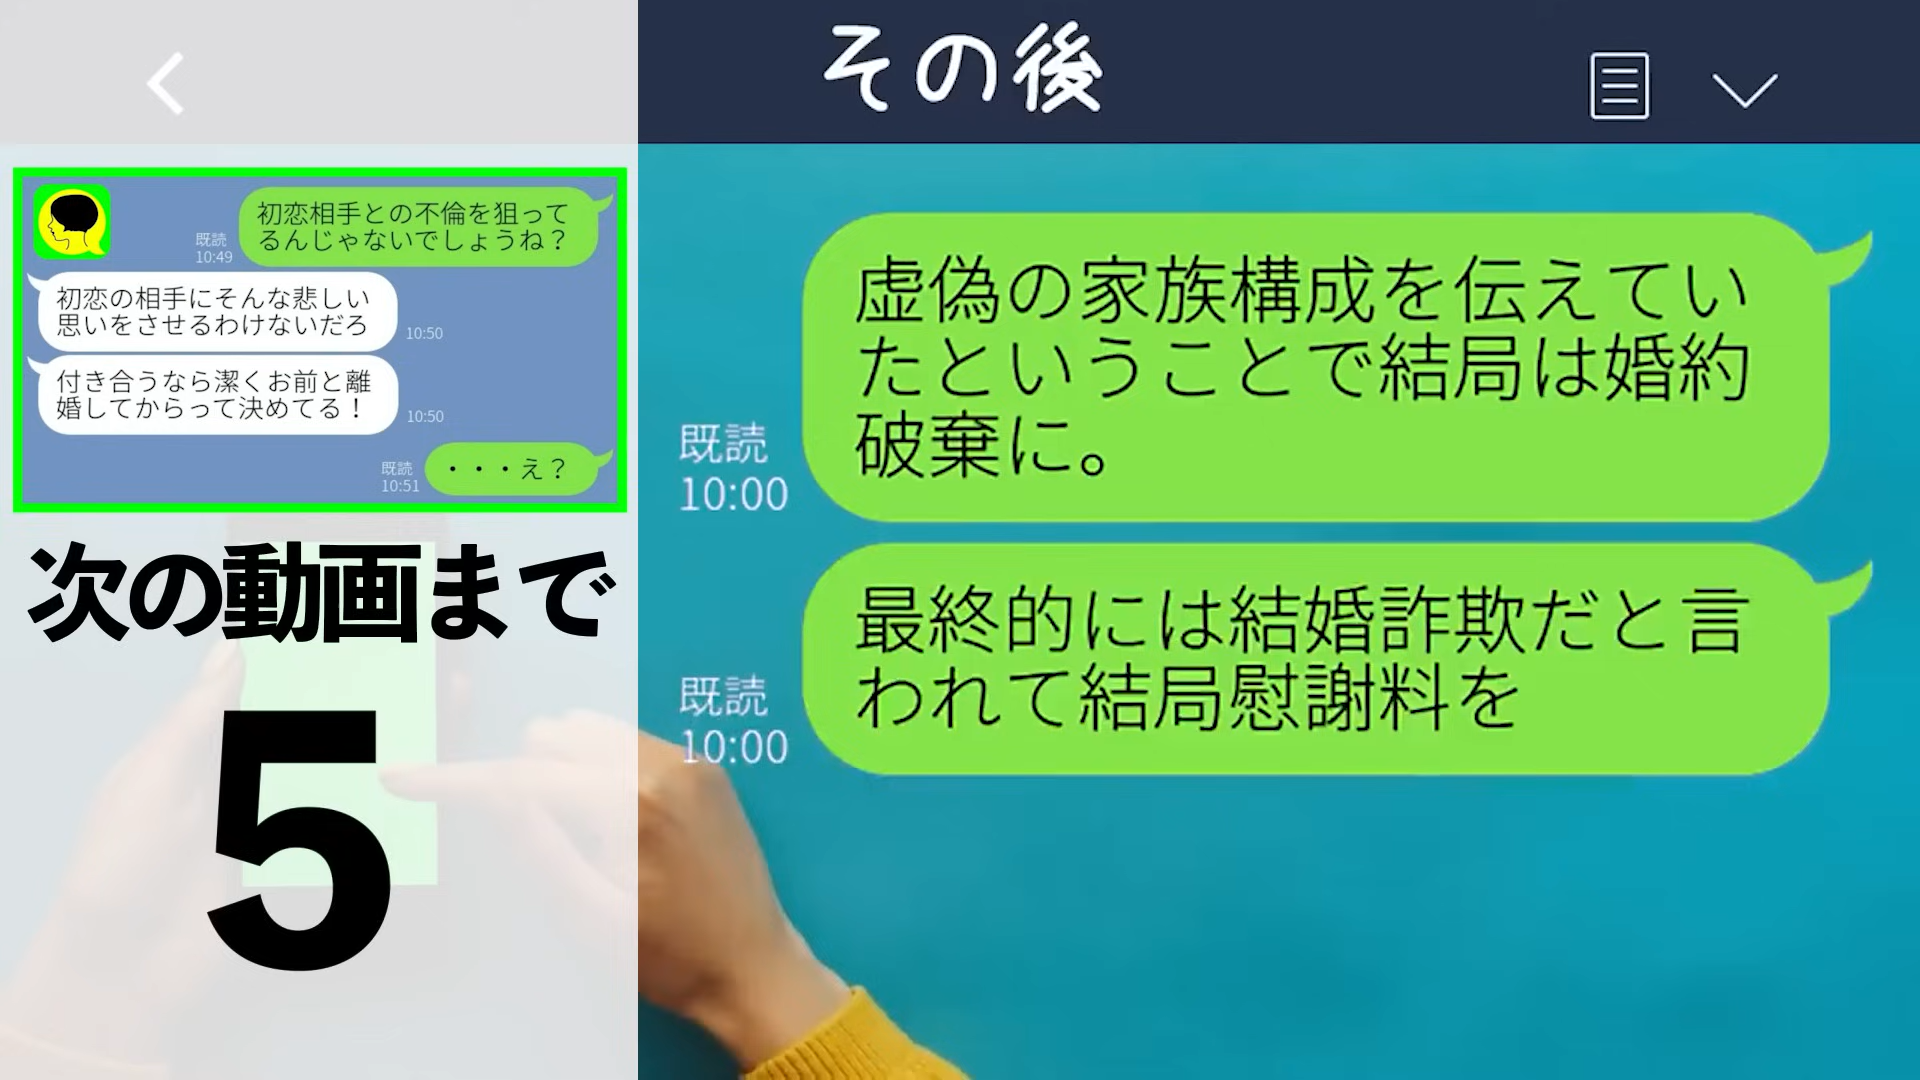 その後
初恋相手との不倫を狙って
るんじゃないでしょうね？
既読
10:49
初恋の相手にそんな悲しい
思いをさせるわけないだろ
10:50
付き合うなら潔くお前と離
婚してからって決めてる！
10:50
・・・え？
既読
10:51
次の動画まで
5
虚偽の家族構成を伝えてい
たということで結局は婚約
破棄に。
既読
10:00
最終的には結婚詐欺だと言
われて結局慰謝料を
既読
10:00